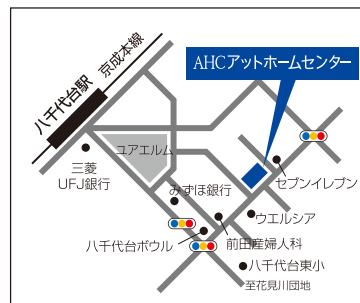 京成本線
八千代台駅
AHCアットホームセンター
ユアエルム
三菱
UFJ銀行
みずほ銀行
セブンイレブン
ウエルシア
八千代台ボウル
前田産婦人科
八千代台東小
至花見川団地